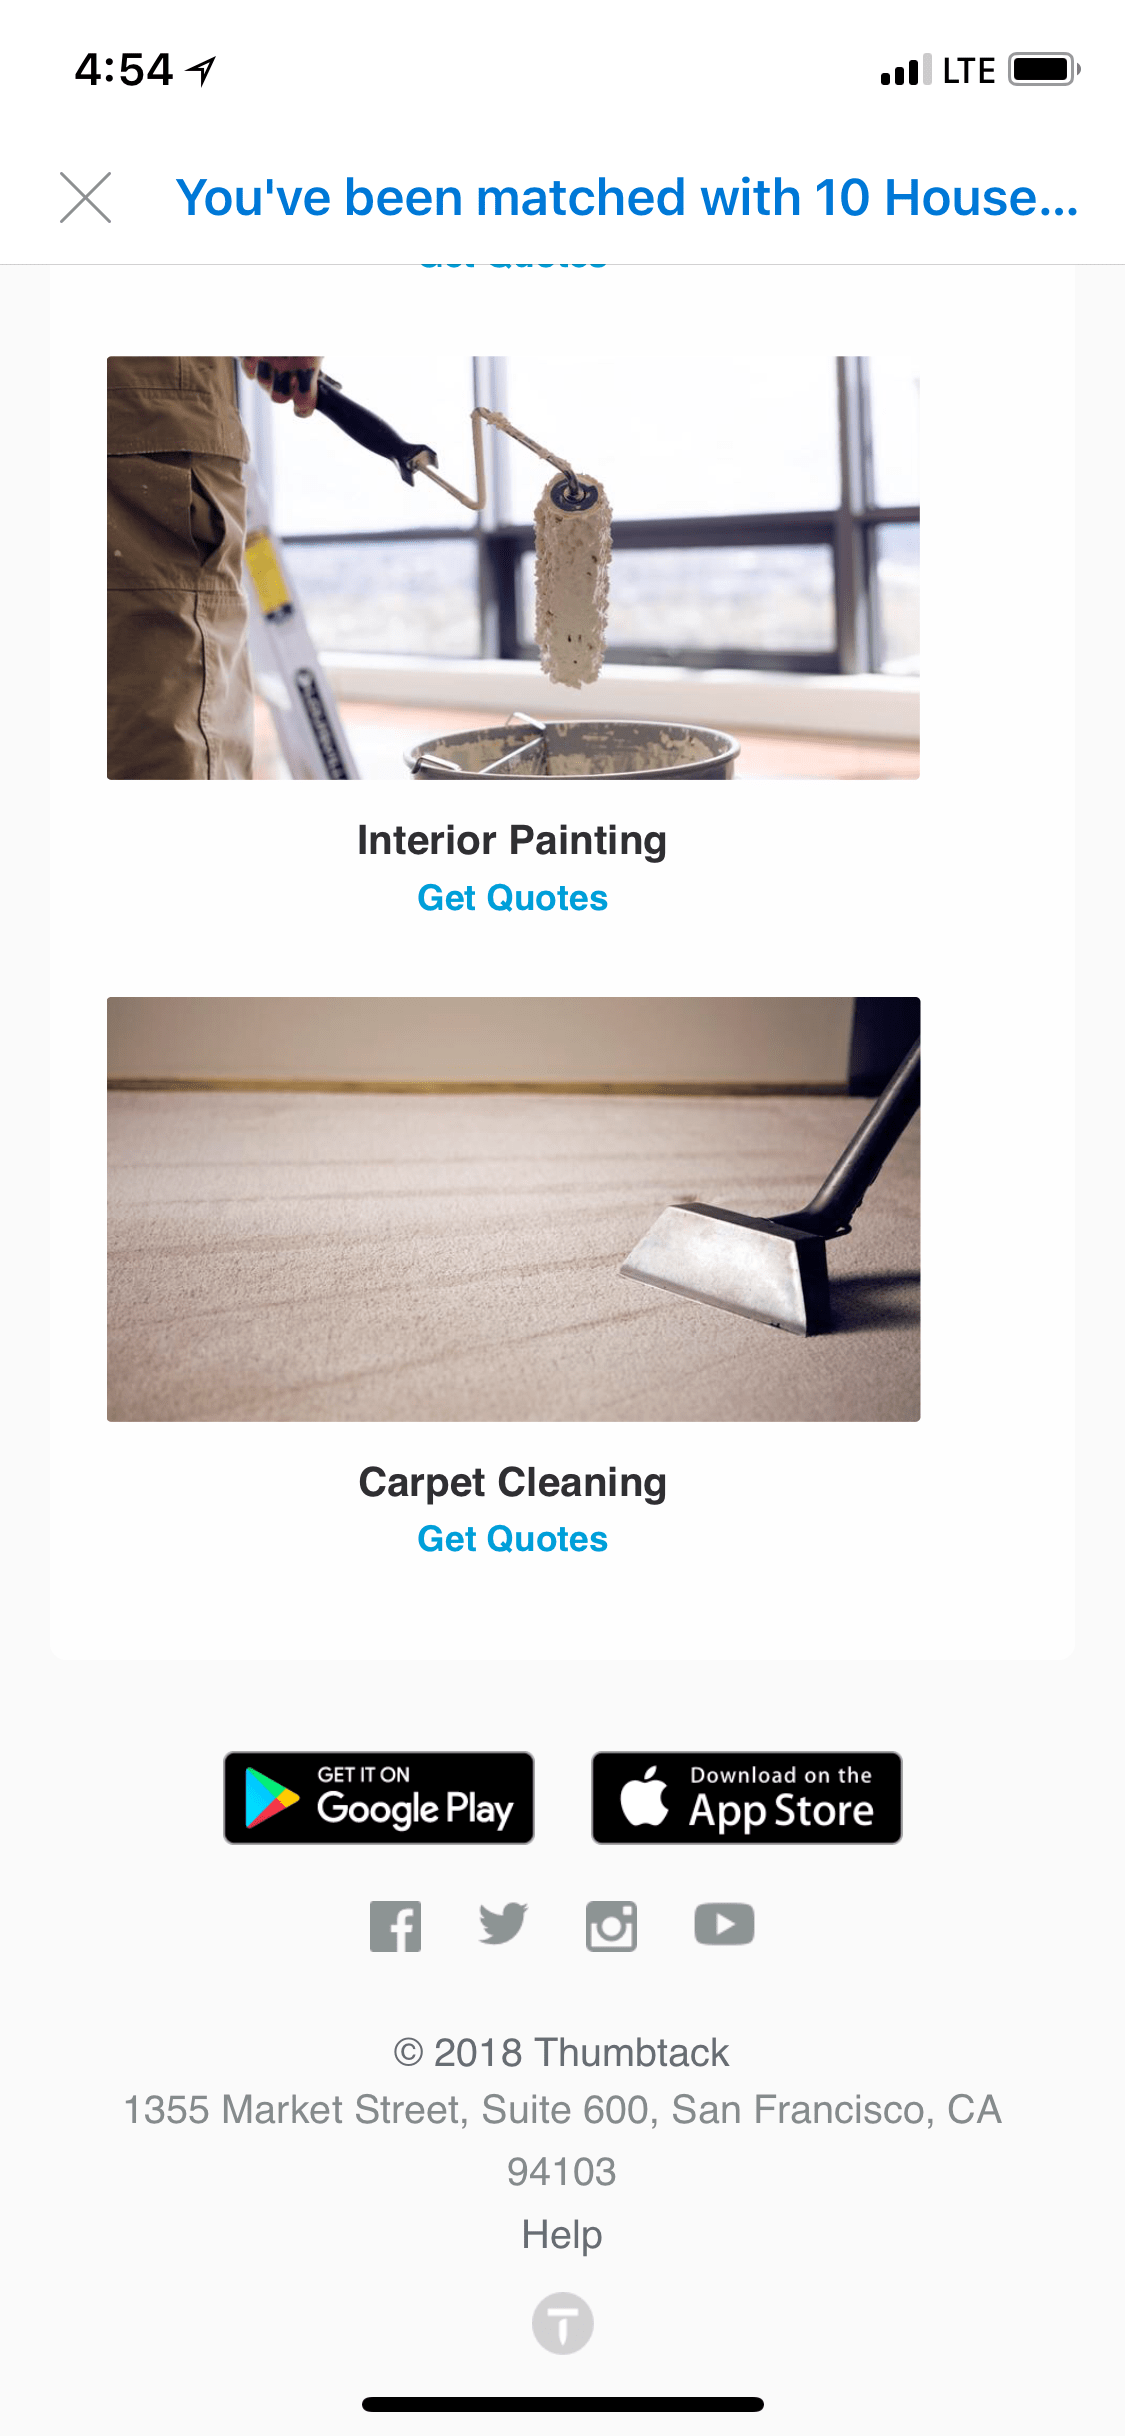 4:54
LTE
You've been matched with 10 House...
Get Quotes
Interior Painting
Get Quotes
Carpet Cleaning
Get Quotes
GET IT ON
Google Play
Download on the
App Store
© 2018 Thumbtack
1355 Market Street, Suite 600, San Francisco, CA
94103
Help